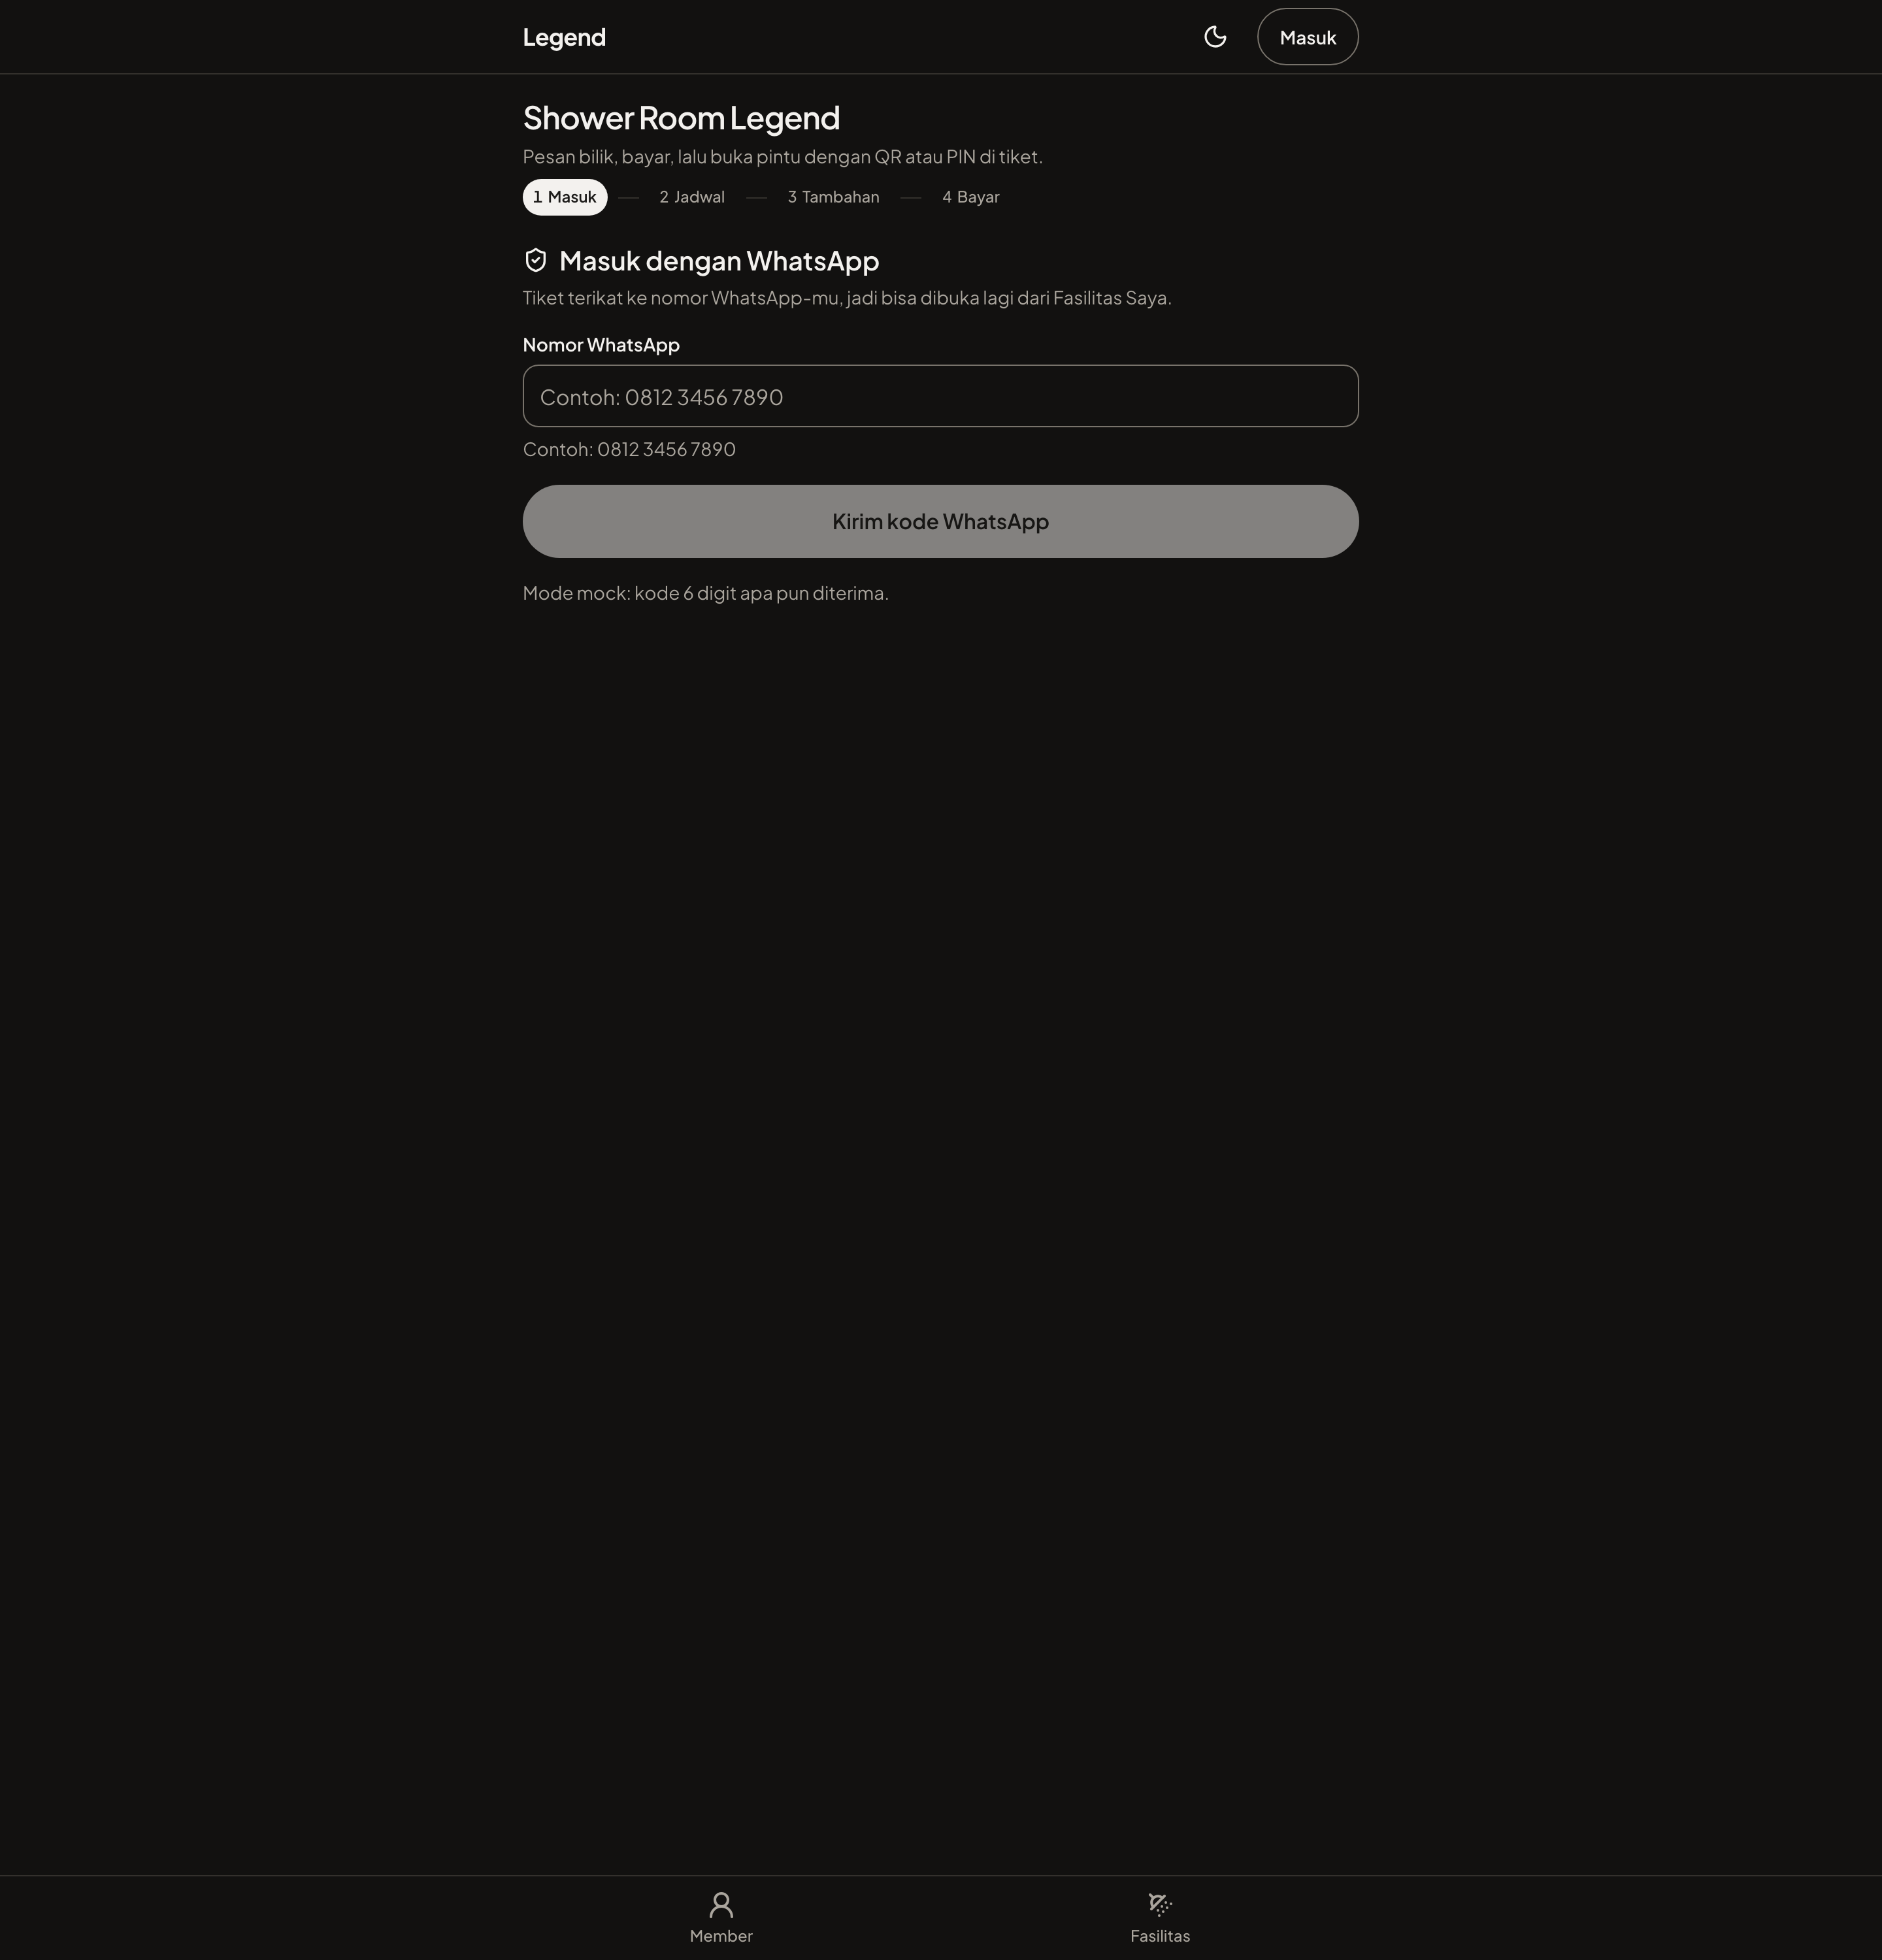 Legend
Masuk
Shower Room Legend
Pesan bilik, bayar, lalu buka pintu dengan QR atau PIN di tiket.
1 Masuk — 2 Jadwal — 3 Tambahan — 4 Bayar
Masuk dengan WhatsApp
Tiket terikat ke nomor WhatsApp-mu, jadi bisa dibuka lagi dari Fasilitas Saya.
Nomor WhatsApp
Contoh: 0812 3456 7890
Contoh: 0812 3456 7890
Kirim kode WhatsApp
Mode mock: kode 6 digit apa pun diterima.
Member
Fasilitas